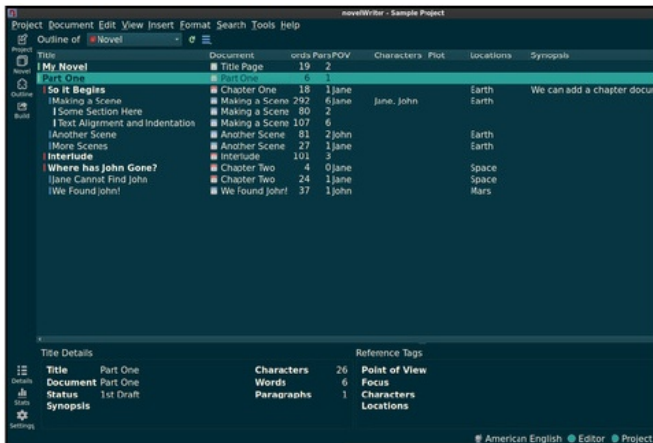 novelWriter - Sample Project
Project Document Edit View Insert Format Search Tools Help
Project Outline of Novel
Title Document ords Pars POV Characters Plot Locations Synopsis
Novel My Novel Title Page 19 2
Part One Part One 6 1
Outline So it Begins Chapter One 18 1 Jane Earth We can add a chapter docu
Making a Scene Making a Scene 292 6 Jane Jane, John Earth
Build Some Section Here Making a Scene 80 2
Text Alignment and Indentation Making a Scene 107 6
Another Scene Another Scene 81 2 John Earth
More Scenes Another Scene 27 1 Jane Earth
Interlude Interlude 101 3
Where has John Gone? Chapter Two 4 0 Jane Space
Jane Cannot Find John Chapter Two 24 1 Jane Space
We Found John! We Found John! 37 1 John Mars
Title Details Reference Tags
Title Part One Characters 26 Point of View
Details Document Part One Words 6 Focus
Status 1st Draft Paragraphs 1 Characters
Stats Synopsis Locations
Settings
American English Editor Project